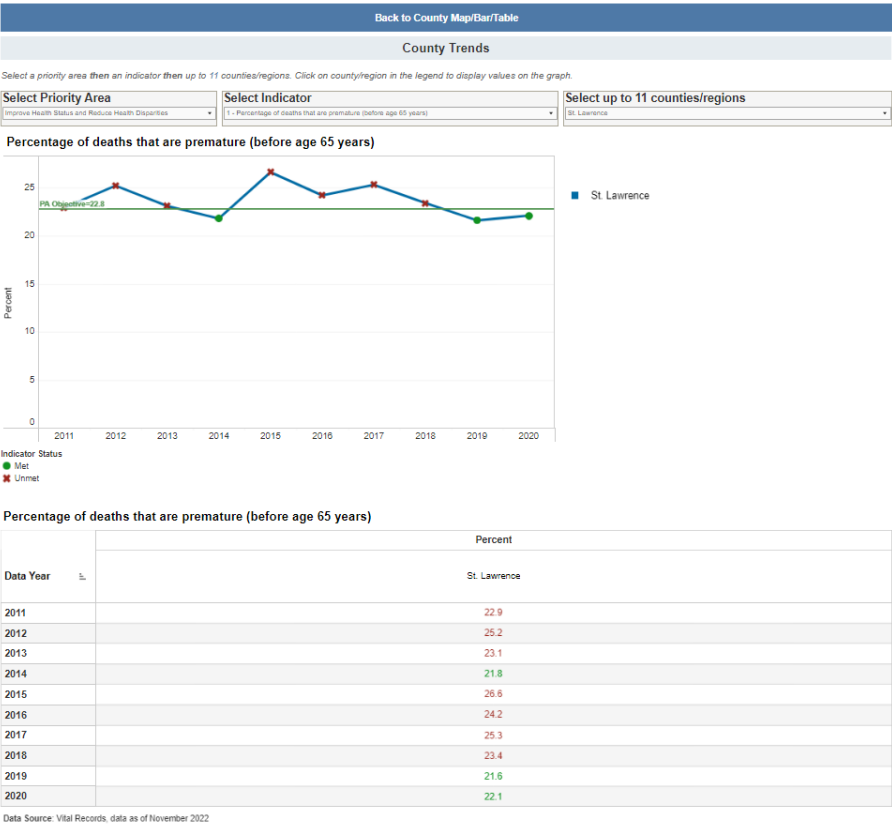 Back to County Map/Bar/Table
County Trends
Select a priority area then an indicator then up to 11 counties/regions. Click on county/region in the legend to display values on the graph.
Select Priority Area
Improve Health Status and Reduce Health Disparities
Select Indicator
1 - Percentage of deaths that are premature (before age 65 years)
Select up to 11 counties/regions
St. Lawrence
Percentage of deaths that are premature (before age 65 years)
25
PA Objective=22.8
20
15
10
5
0
Percent
2011 2012 2013 2014 2015 2016 2017 2018 2019 2020
St. Lawrence
Indicator Status
Met
Unmet
Percentage of deaths that are premature (before age 65 years)
Percent
Data Year St. Lawrence
2011 22.9
2012 25.2
2013 23.1
2014 21.8
2015 26.6
2016 24.2
2017 25.3
2018 23.4
2019 21.6
2020 22.1
Data Source: Vital Records, data as of November 2022